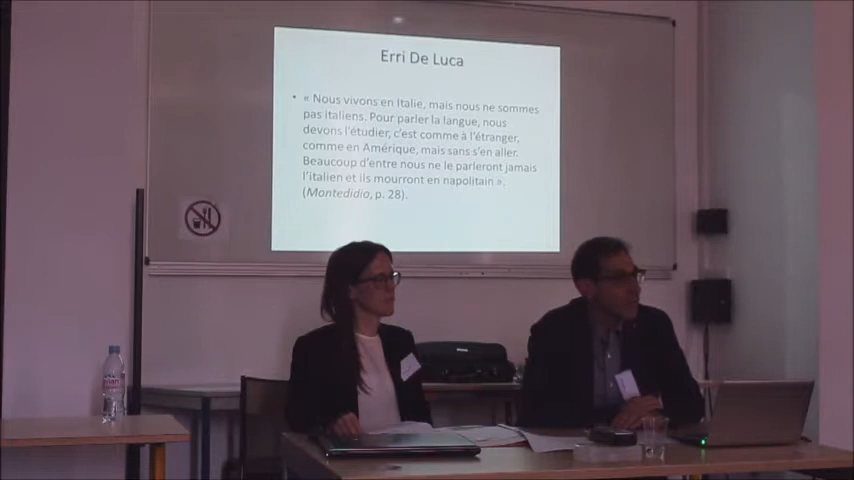 Erri De Luca
• « Nous vivons en Italie, mais nous ne sommes
pas italiens. Pour parler la langue, nous
devons l'étudier, c'est comme à l'étranger,
comme en Amérique, mais sans s'en aller.
Beaucoup d'entre nous ne le parleront jamais
l'italien et ils mourront en napolitain ».
(Montedidio, p. 28).